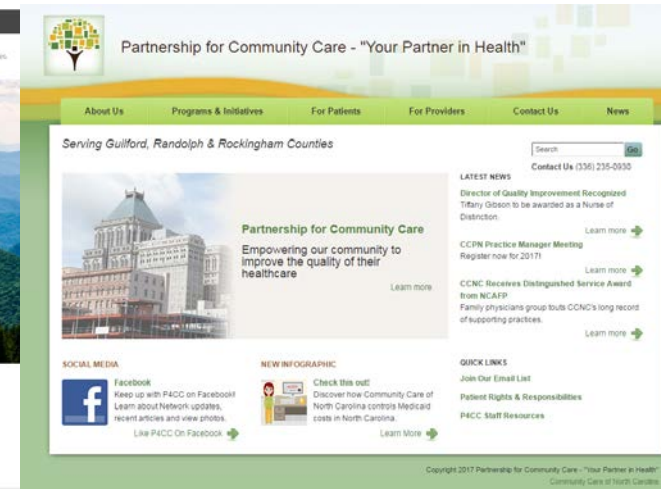 Partnership for Community Care - "Your Partner in Health"
About Us Programs & Initiatives For Patients For Providers Contact Us News
Serving Guilford, Randolph & Rockingham Counties
Search Go
Contact Us (336) 235-0930
Partnership for Community Care
Empowering our community to
improve the quality of their
healthcare
Learn more
LATEST NEWS
Director of Quality Improvement Recognized
Tiffany Gibson to be awarded as a Nurse of
Distinction.
Learn more
CCPN Practice Manager Meeting
Register now for 2017!
Learn more
CCNC Receives Distinguished Service Award
from NCAFP
Family physicians group touts CCNC's long record
of supporting practices.
Learn more
SOCIAL MEDIA
Facebook
Keep up with P4CC on Facebook!
Learn about Network updates,
recent articles and view photos.
Like P4CC On Facebook
NEW INFOGRAPHIC
Check this out!
Discover how Community Care of
North Carolina controls Medicaid
costs in North Carolina.
Learn More
QUICK LINKS
Join Our Email List
Patient Rights & Responsibilities
P4CC Staff Resources
Copyright 2017 Partnership for Community Care - "Your Partner in Health"
Community Care of North Carolina